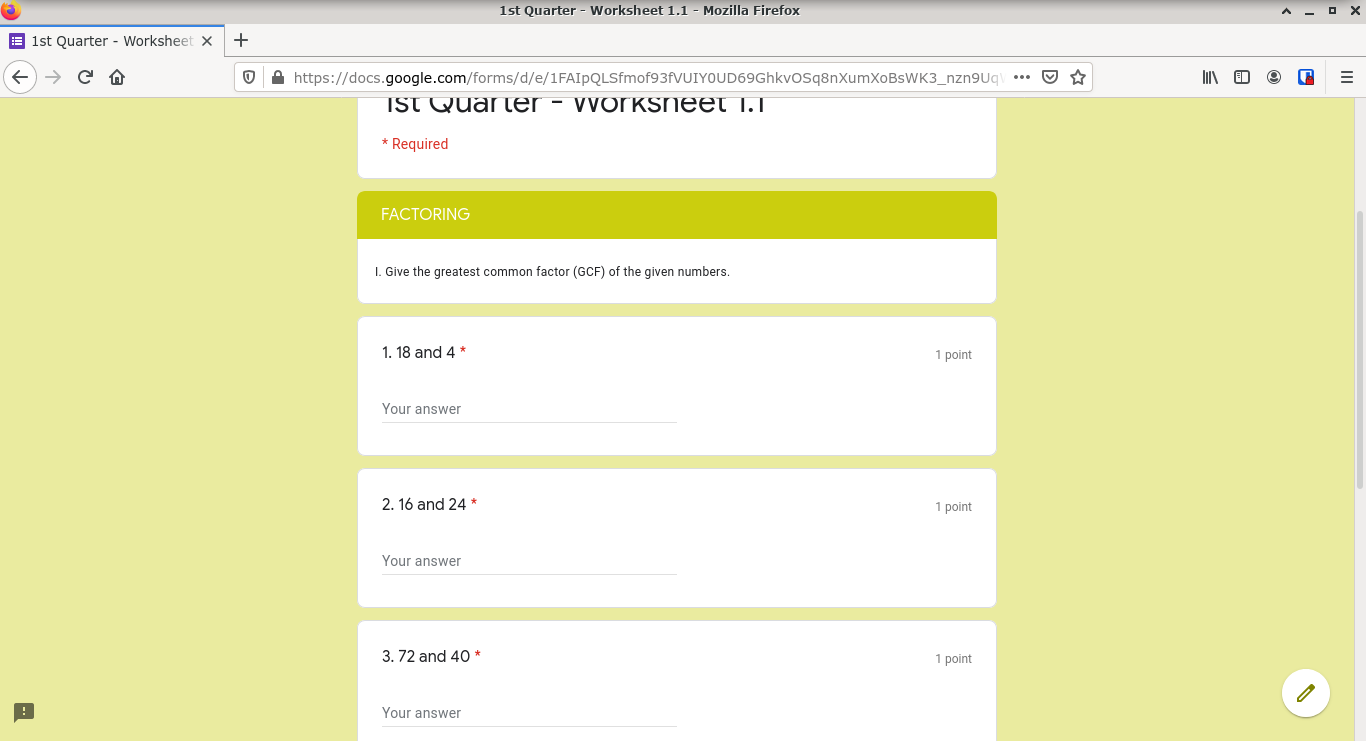 1st Quarter - Worksheet 1.1 - Mozilla Firefox
1st Quarter - Worksheet
https://docs.google.com/forms/d/e/1FAIpQLSfmof93fVUIY0UD69GhkvOSq8nXumXoBsWK3_nzn9Uq
1st Quarter - Worksheet 1.1
* Required
FACTORING
I. Give the greatest common factor (GCF) of the given numbers.
1. 18 and 4 *
1 point
Your answer
2. 16 and 24 *
1 point
Your answer
3. 72 and 40 *
1 point
Your answer